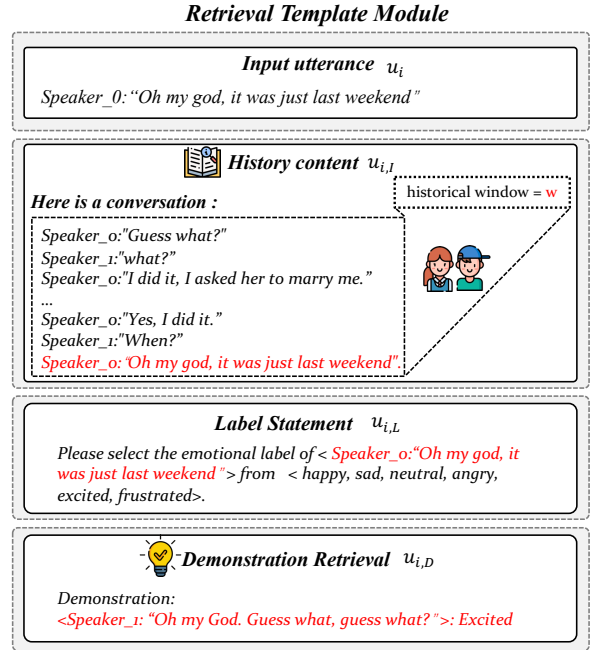 Retrieval Template Module
Input utterance u_i
Speaker_0:“Oh my god, it was just last weekend”
History content u_{i,I}
historical window = w
Here is a conversation :
Speaker_0:"Guess what?"
Speaker_1:"what?”
Speaker_0:"I did it, I asked her to marry me.”
...
Speaker_0:"Yes, I did it.”
Speaker_1:"When?”
Speaker_0:“Oh my god, it was just last weekend".
Label Statement u_{i,L}
Please select the emotional label of < Speaker_0:“Oh my god, it
was just last weekend ”> from < happy, sad, neutral, angry,
excited, frustrated>.
Demonstration Retrieval u_{i,D}
Demonstration:
<Speaker_1: “Oh my God. Guess what, guess what? ”>: Excited